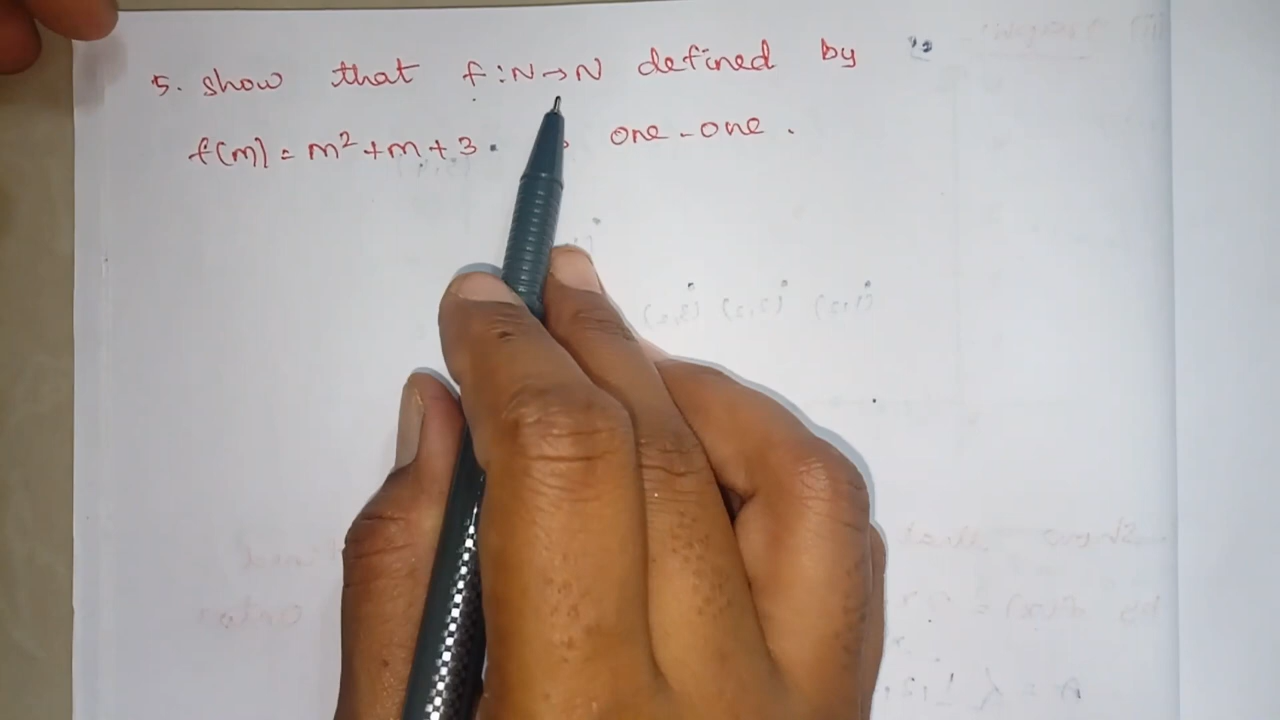 5. show that f:N→N defined by
f(m) = m²+m+3. one-one.